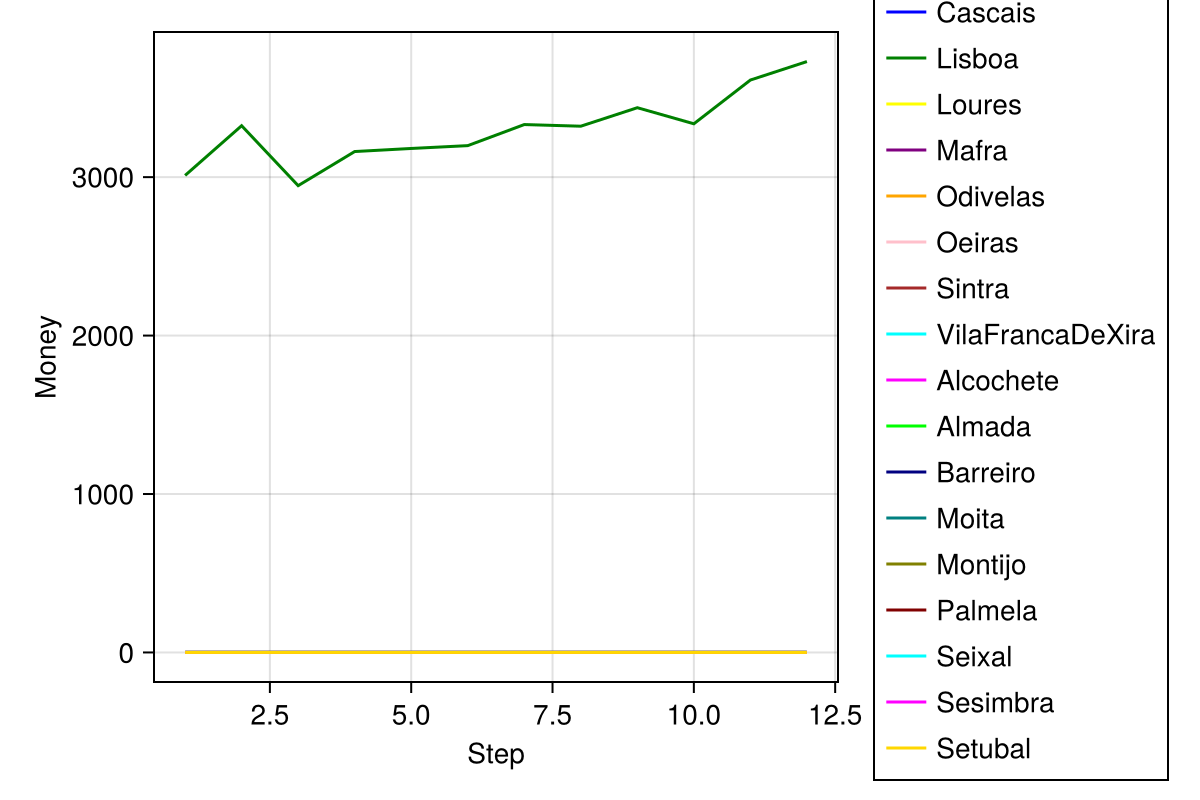 Money
3000
2000
1000
0
2.5 5.0 7.5 10.0 12.5
Step
Cascais
Lisboa
Loures
Mafra
Odivelas
Oeiras
Sintra
VilaFrancaDeXira
Alcochete
Almada
Barreiro
Moita
Montijo
Palmela
Seixal
Sesimbra
Setubal